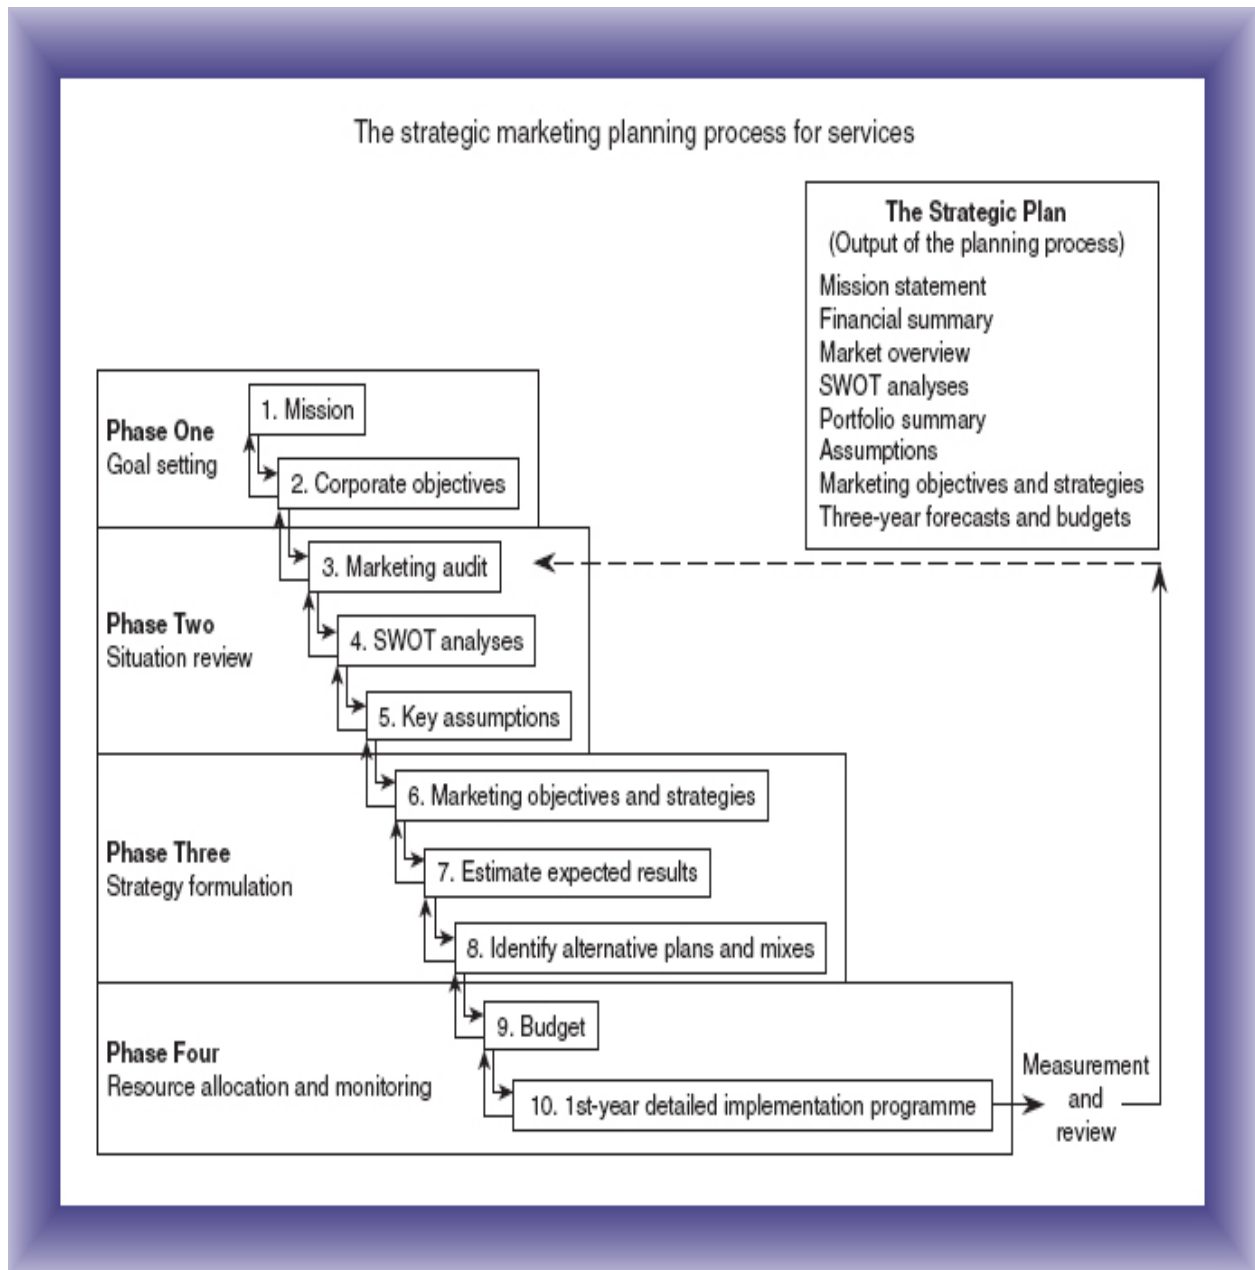 The strategic marketing planning process for services
The Strategic Plan
(Output of the planning process)
Mission statement
Financial summary
Market overview
SWOT analyses
Portfolio summary
Assumptions
Marketing objectives and strategies
Three-year forecasts and budgets
Phase One
Goal setting
1. Mission
2. Corporate objectives
Phase Two
Situation review
3. Marketing audit
4. SWOT analyses
5. Key assumptions
Phase Three
Strategy formulation
6. Marketing objectives and strategies
7. Estimate expected results
8. Identify alternative plans and mixes
Phase Four
Resource allocation and monitoring
9. Budget
10. 1st-year detailed implementation programme
Measurement
and
review